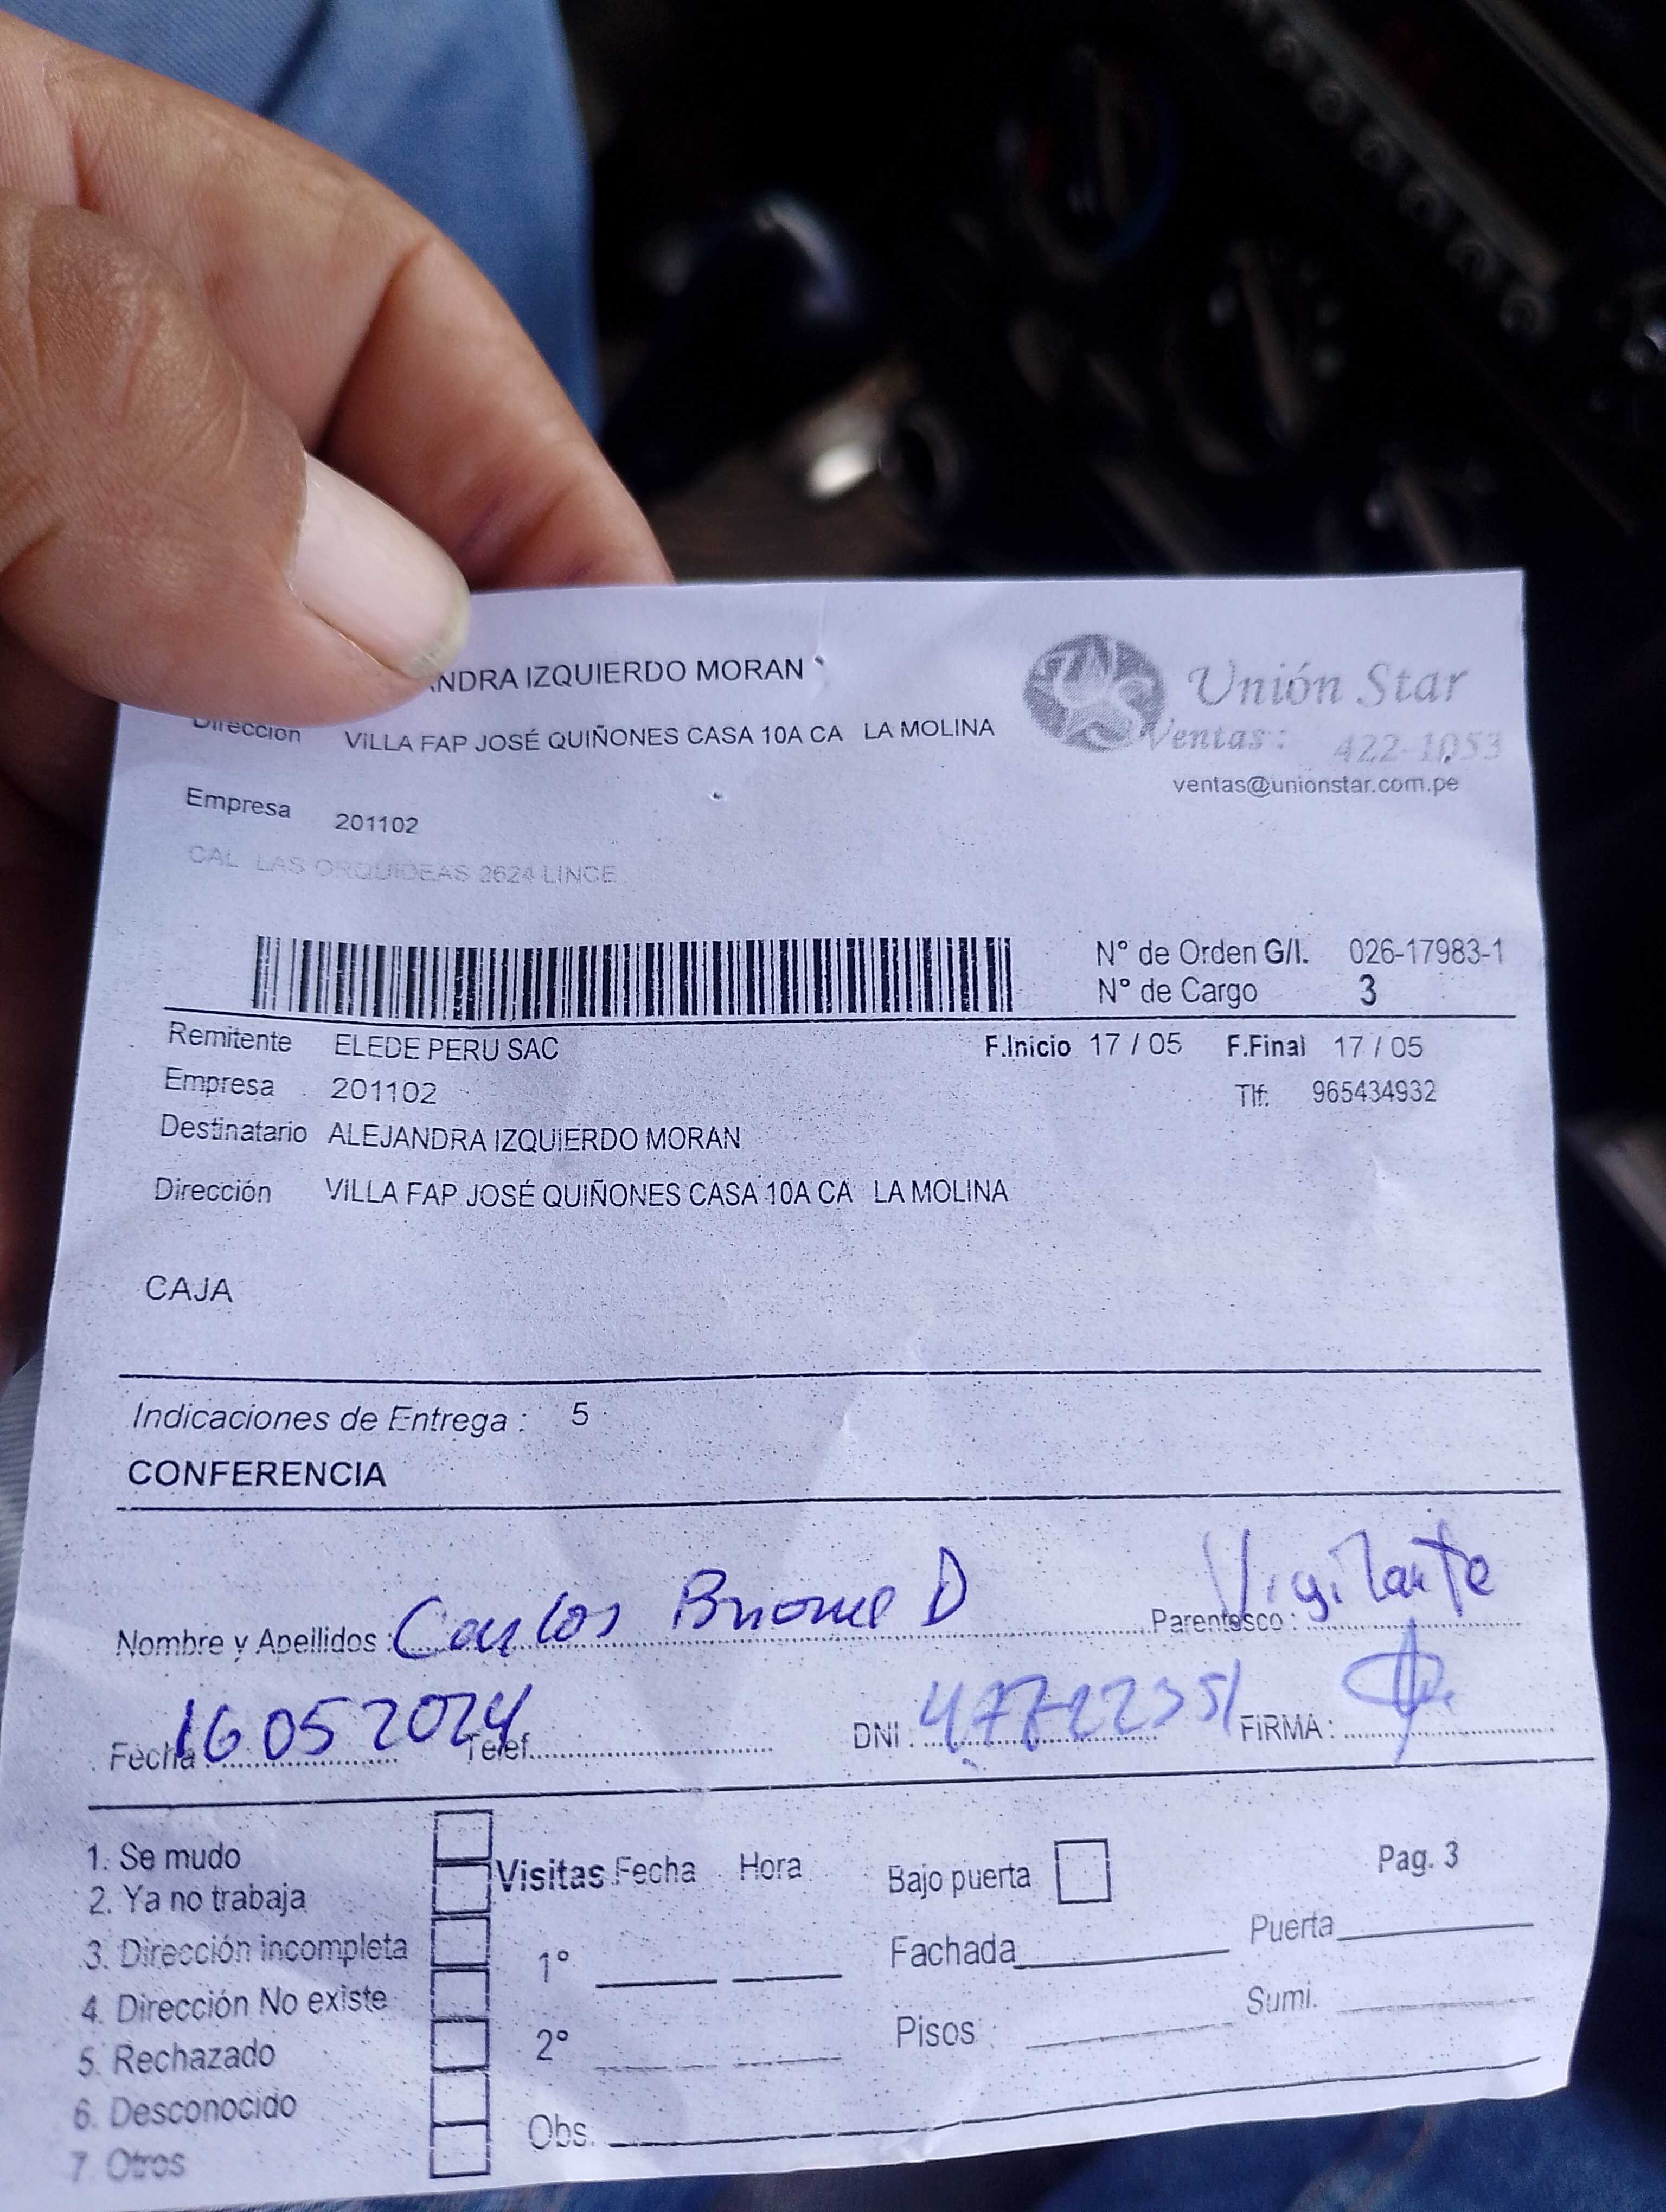 ANDRA IZQUIERDO MORAN
Unión Star
Dirección VILLA FAP JOSÉ QUIÑONES CASA 10A CA LA MOLINA
Ventas: 422-1053
ventas@unionstar.com.pe
Empresa 201102
CAL LAS ORQUIDEAS 2624 LINCE
N° de Orden G/I. 026-17983-1
N° de Cargo 3
Remitente ELEDE PERU SAC F.Inicio 17 / 05 F.Final 17 / 05
Empresa 201102 Tlf: 965434932
Destinatario ALEJANDRA IZQUIERDO MORAN
Dirección VILLA FAP JOSÉ QUIÑONES CASA 10A CA LA MOLINA
CAJA
Indicaciones de Entrega : 5
CONFERENCIA
Nombre y Apellidos : Carlos D Parentesco : Vigilante
Fecha 16 05 2024 Telef. DNI : FIRMA :
1. Se mudo
2. Ya no trabaja
3. Dirección incompleta
4. Dirección No existe
5. Rechazado
6. Desconocido
7. Otros
Visitas Fecha Hora
1°
2°
Obs.
Bajo puerta
Fachada
Pisos
Pag. 3
Puerta
Sumi.